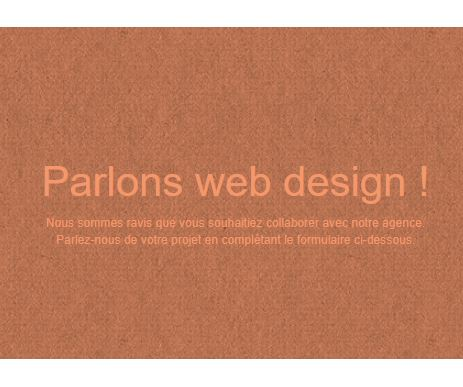 Parlons web design !
Nous sommes ravis que vous souhaitiez collaborer avec notre agence.
Parlez-nous de votre projet en complétant le formulaire ci-dessous.